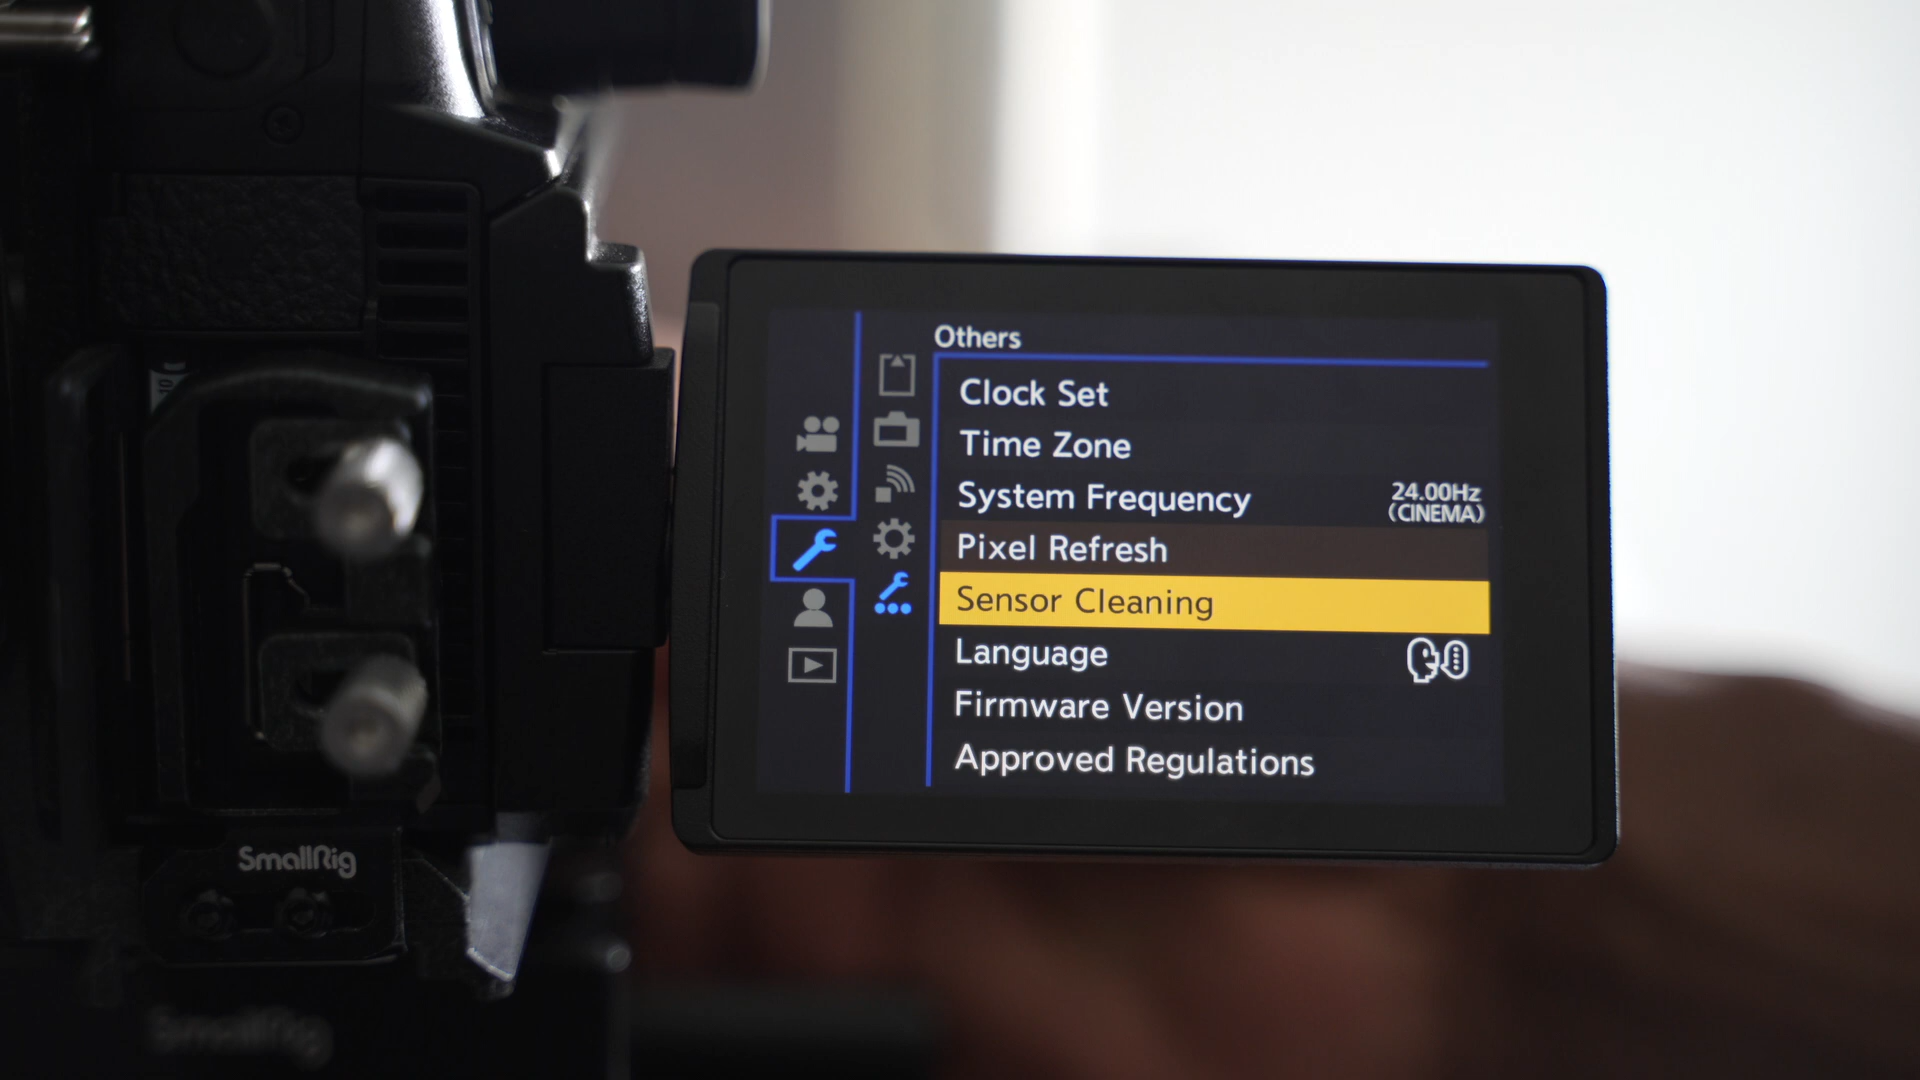 Others
Clock Set
Time Zone
System Frequency
24.00Hz
(CINEMA)
Pixel Refresh
Sensor Cleaning
Language
Firmware Version
Approved Regulations
SmallRig
SmallRig